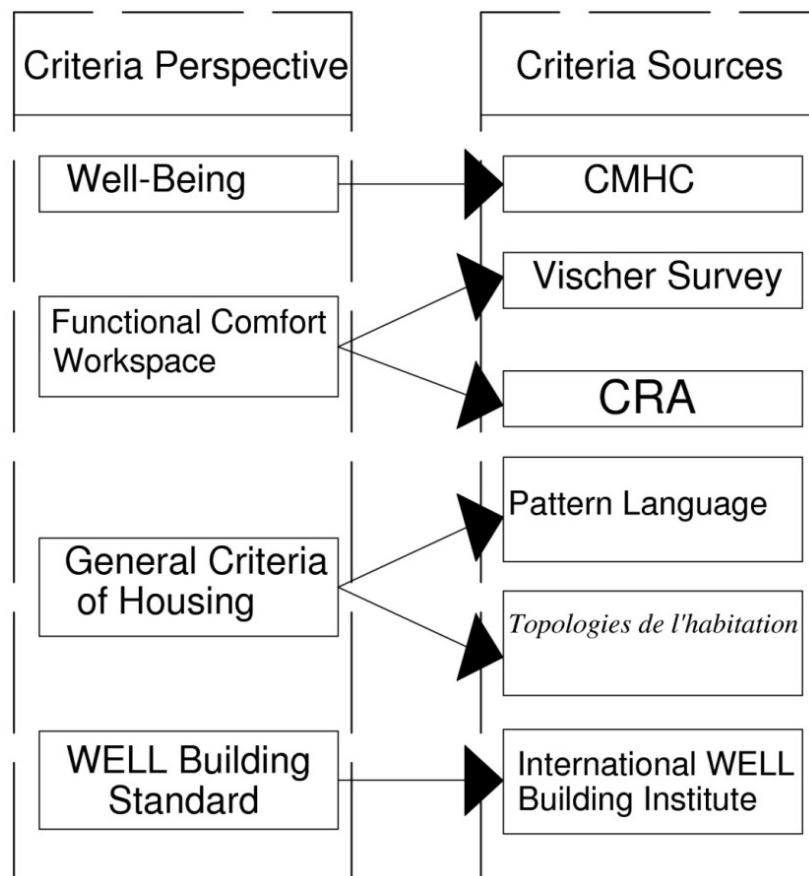 Criteria Perspective
Criteria Sources
Well-Being
CMHC
Functional Comfort
Workspace
Vischer Survey
CRA
General Criteria
of Housing
Pattern Language
Topologies de l'habitation
WELL Building
Standard
International WELL
Building Institute